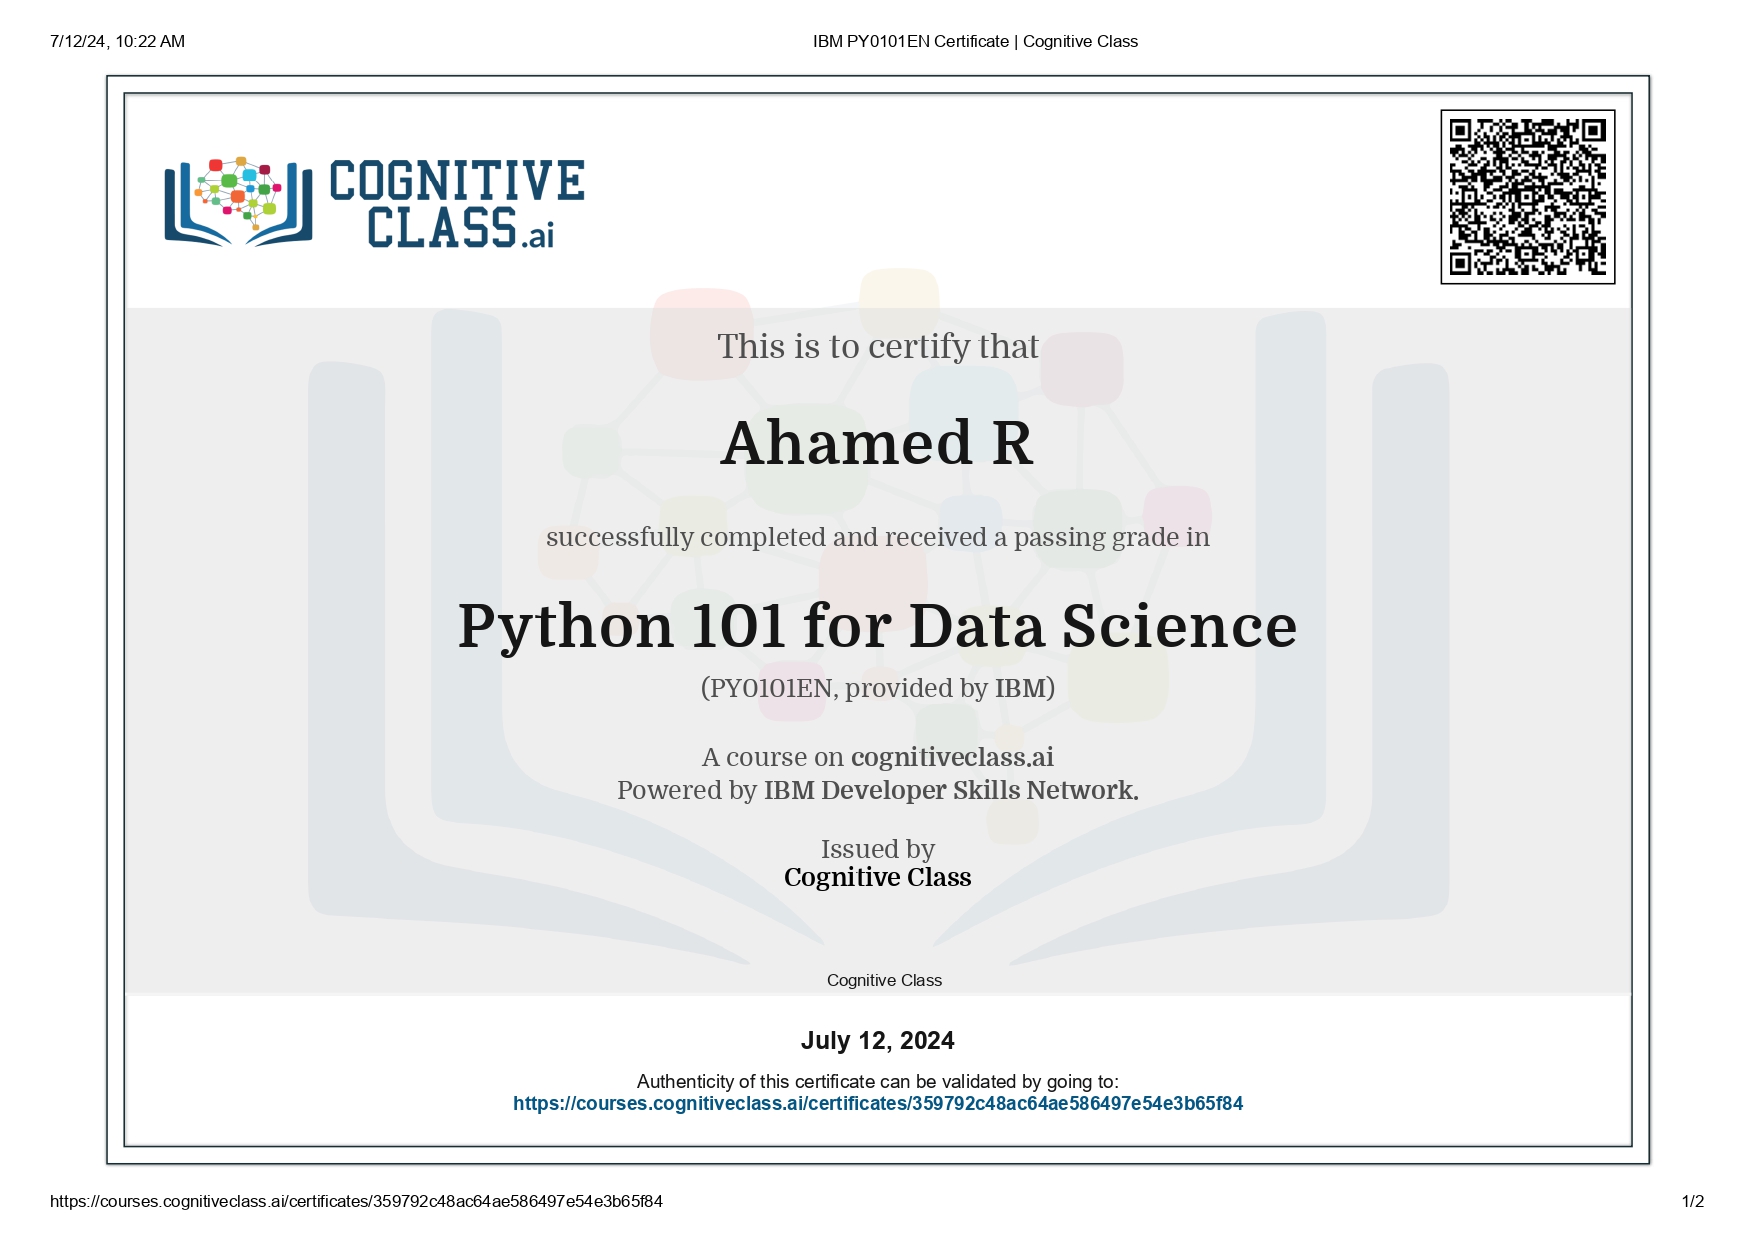 7/12/24, 10:22 AM
IBM PY0101EN Certificate | Cognitive Class
COGNITIVE
CLASS.ai
This is to certify that
Ahamed R
successfully completed and received a passing grade in
Python 101 for Data Science
(PY0101EN, provided by IBM)
A course on cognitiveclass.ai
Powered by IBM Developer Skills Network.
Issued by
Cognitive Class
Cognitive Class
July 12, 2024
Authenticity of this certificate can be validated by going to:
https://courses.cognitiveclass.ai/certificates/359792c48ac64ae586497e54e3b65f84
https://courses.cognitiveclass.ai/certificates/359792c48ac64ae586497e54e3b65f84
1/2